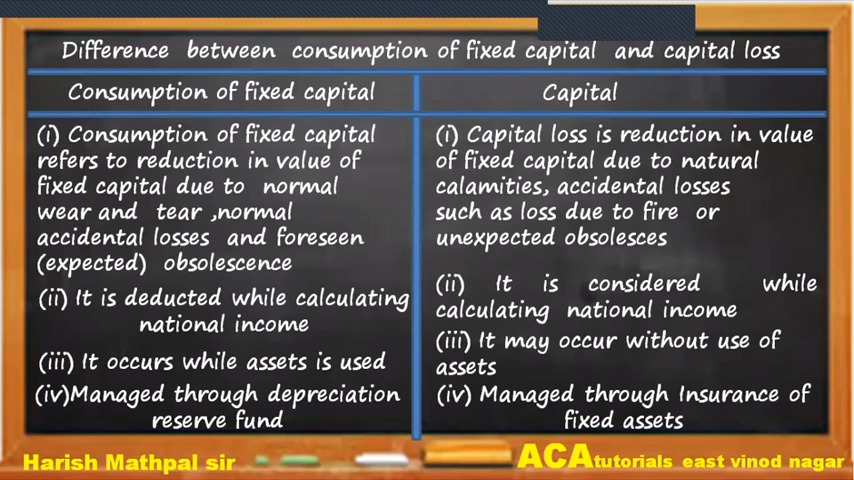 Difference between consumption of fixed capital and capital loss
Consumption of fixed capital
Capital
(i) Consumption of fixed capital
refers to reduction in value of
fixed capital due to normal
wear and tear ,normal
accidental losses and foreseen
(expected) obsolescence
(ii) It is deducted while calculating
national income
(iii) It occurs while assets is used
(iv)Managed through depreciation
reserve fund
(i) Capital loss is reduction in value
of fixed capital due to natural
calamities, accidental losses
such as loss due to fire or
unexpected obsolesces
(ii) It is considered while
calculating national income
(iii) It may occur without use of
assets
(iv) Managed through Insurance of
fixed assets
Harish Mathpal sir
ACAtutorials east vinod nagar